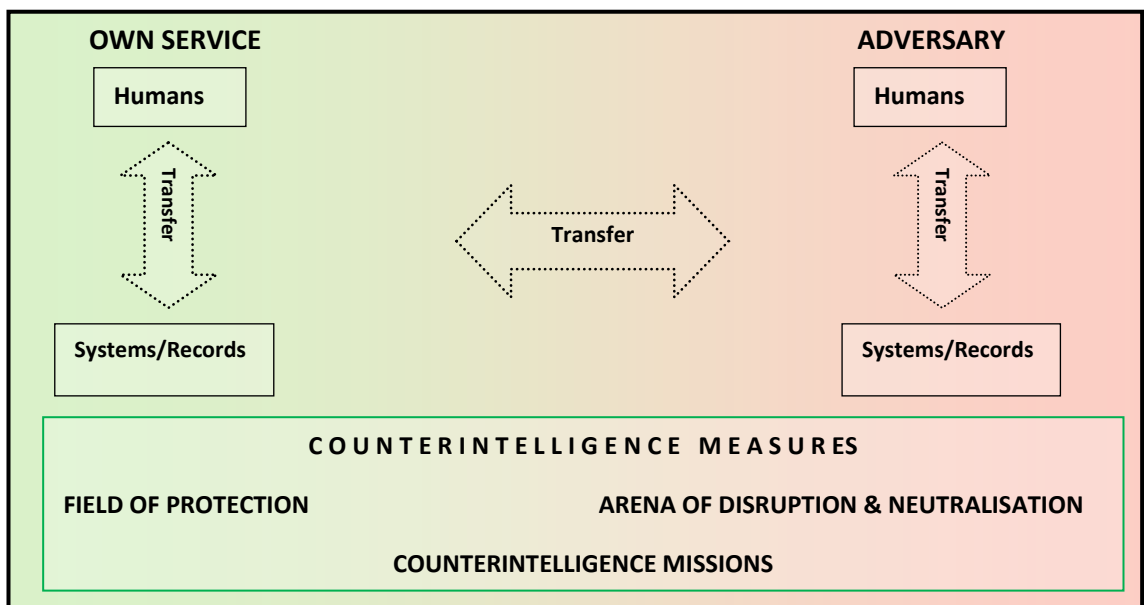 OWN SERVICE
ADVERSARY
Humans
Humans
Transfer
Transfer
Transfer
Systems/Records
Systems/Records
COUNTERINTELLIGENCE MEASURES
FIELD OF PROTECTION
ARENA OF DISRUPTION & NEUTRALISATION
COUNTERINTELLIGENCE MISSIONS